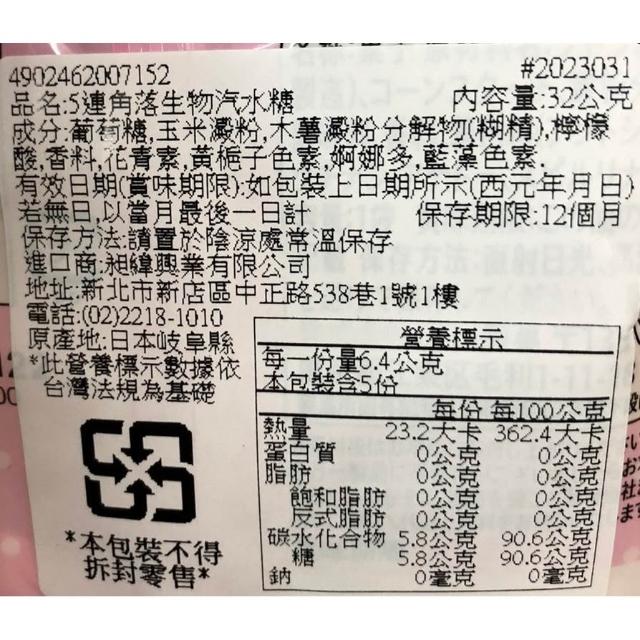 4902462007152 #2023031
品名:5連角落生物汽水糖 內容量:32公克
成分:葡萄糖,玉米澱粉,木薯澱粉分解物(糊精),檸檬
酸,香料,花青素,黃梔子色素,婀娜多,藍藻色素.
有效日期(賞味期限):如包裝上日期所示(西元年月日)
若無日,以當月最後一日計 保存期限:12個月
保存方法:請置於陰涼處常溫保存
進口商:昶緯興業有限公司
地址:新北市新店區中正路538巷1號1樓
電話:(02)2218-1010
原產地:日本岐阜縣
*此營養標示數據依
台灣法規為基礎
營養標示
每一份量6.4公克
本包裝含5份
每份 每100公克
熱量 23.2大卡 362.4大卡
蛋白質 0公克 0公克
脂肪 0公克 0公克
飽和脂肪 0公克 0公克
反式脂肪 0公克 0公克
碳水化合物 5.8公克 90.6公克
糖 5.8公克 90.6公克
鈉 0毫克 0毫克
*本包裝不得
拆封零售*